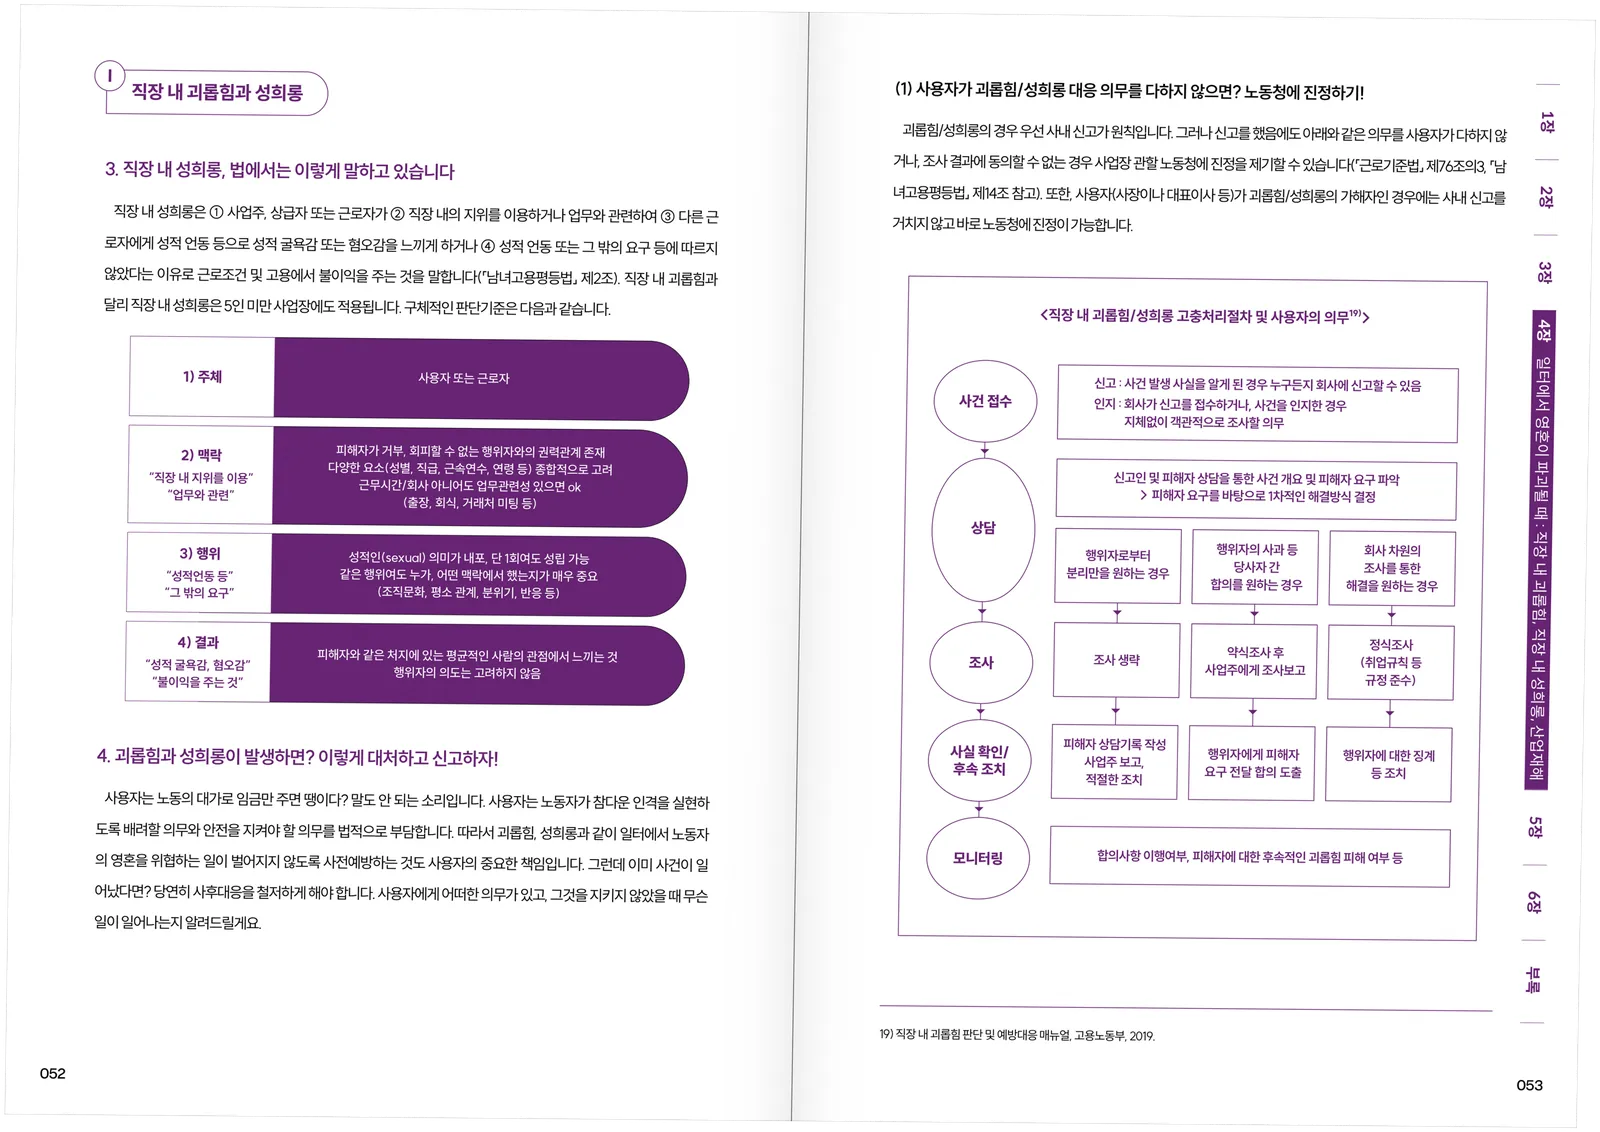 I
직장 내 괴롭힘과 성희롱
3. 직장 내 성희롱, 법에서는 이렇게 말하고 있습니다
직장 내 성희롱은 ① 사업주, 상급자 또는 근로자가 ② 직장 내의 지위를 이용하거나 업무와 관련하여 ③ 다른 근
로자에게 성적 언동 등으로 성적 굴욕감 또는 혐오감을 느끼게 하거나 ④ 성적 언동 또는 그 밖의 요구 등에 따르지
않았다는 이유로 근로조건 및 고용에서 불이익을 주는 것을 말합니다(「남녀고용평등법」 제2조). 직장 내 괴롭힘과
달리 직장 내 성희롱은 5인 미만 사업장에도 적용됩니다. 구체적인 판단기준은 다음과 같습니다.
1) 주체
사용자 또는 근로자
2) 맥락
“직장 내 지위를 이용”
“업무와 관련”
피해자가 거부, 회피할 수 없는 행위자와의 권력관계 존재
다양한 요소(성별, 직급, 근속연수, 연령 등) 종합적으로 고려
근무시간/회사 아니어도 업무관련성 있으면 ok
(출장, 회식, 거래처 미팅 등)
3) 행위
“성적언동 등”
“그 밖의 요구”
성적인(sexual) 의미가 내포, 단 1회여도 성립 가능
같은 행위여도 누가, 어떤 맥락에서 했는지가 매우 중요
(조직문화, 평소 관계, 분위기, 반응 등)
4) 결과
“성적 굴욕감, 혐오감”
“불이익을 주는 것”
피해자와 같은 처지에 있는 평균적인 사람의 관점에서 느끼는 것
행위자의 의도는 고려하지 않음
4. 괴롭힘과 성희롱이 발생하면? 이렇게 대처하고 신고하자!
사용자는 노동의 대가로 임금만 주면 땡이다? 말도 안 되는 소리입니다. 사용자는 노동자가 참다운 인격을 실현하
도록 배려할 의무와 안전을 지켜야 할 의무를 법적으로 부담합니다. 따라서 괴롭힘, 성희롱과 같이 일터에서 노동자
의 영혼을 위협하는 일이 벌어지지 않도록 사전예방하는 것도 사용자의 중요한 책임입니다. 그런데 이미 사건이 일
어났다면? 당연히 사후대응을 철저하게 해야 합니다. 사용자에게 어떠한 의무가 있고, 그것을 지키지 않았을 때 무슨
일이 일어나는지 알려드릴게요.
052
(1) 사용자가 괴롭힘/성희롱 대응 의무를 다하지 않으면? 노동청에 진정하기!
괴롭힘/성희롱의 경우 우선 사내 신고가 원칙입니다. 그러나 신고를 했음에도 아래와 같은 의무를 사용자가 다하지 않
거나, 조사 결과에 동의할 수 없는 경우 사업장 관할 노동청에 진정을 제기할 수 있습니다(「근로기준법」 제76조의3, 「남
녀고용평등법」 제14조 참고). 또한, 사용자(사장이나 대표이사 등)가 괴롭힘/성희롱의 가해자인 경우에는 사내 신고를
거치지 않고 바로 노동청에 진정이 가능합니다.
<직장 내 괴롭힘/성희롱 고충처리절차 및 사용자의 의무19)>
사건 접수
신고 : 사건 발생 사실을 알게 된 경우 누구든지 회사에 신고할 수 있음
인지 : 회사가 신고를 접수하거나, 사건을 인지한 경우
지체없이 객관적으로 조사할 의무
상담
신고인 및 피해자 상담을 통한 사건 개요 및 피해자 요구 파악
> 피해자 요구를 바탕으로 1차적인 해결방식 결정
행위자로부터
분리만을 원하는 경우
행위자의 사과 등
당사자 간
합의를 원하는 경우
회사 차원의
조사를 통한
해결을 원하는 경우
조사
조사 생략
약식조사 후
사업주에게 조사보고
정식조사
(취업규칙 등
규정 준수)
사실 확인/
후속 조치
피해자 상담기록 작성
사업주 보고,
적절한 조치
행위자에게 피해자
요구 전달 합의 도출
행위자에 대한 징계
등 조치
모니터링
합의사항 이행여부, 피해자에 대한 후속적인 괴롭힘 피해 여부 등
19) 직장 내 괴롭힘 판단 및 예방대응 매뉴얼, 고용노동부, 2019.
1장
2장
3장
4장 일터에서 영혼이 파괴될 때 : 직장 내 괴롭힘, 직장 내 성희롱, 산업재해
5장
6장
부록
053